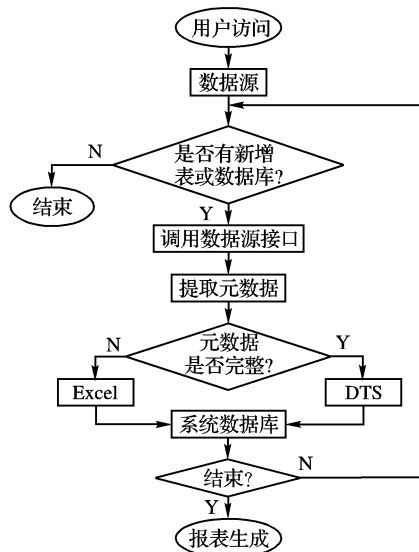 用户访问
数据源
是否有新增
表或数据库?
N
结束
Y
调用数据源接口
提取元数据
元数据
是否完整?
N
Y
Excel
DTS
系统数据库
结束?
N
Y
报表生成